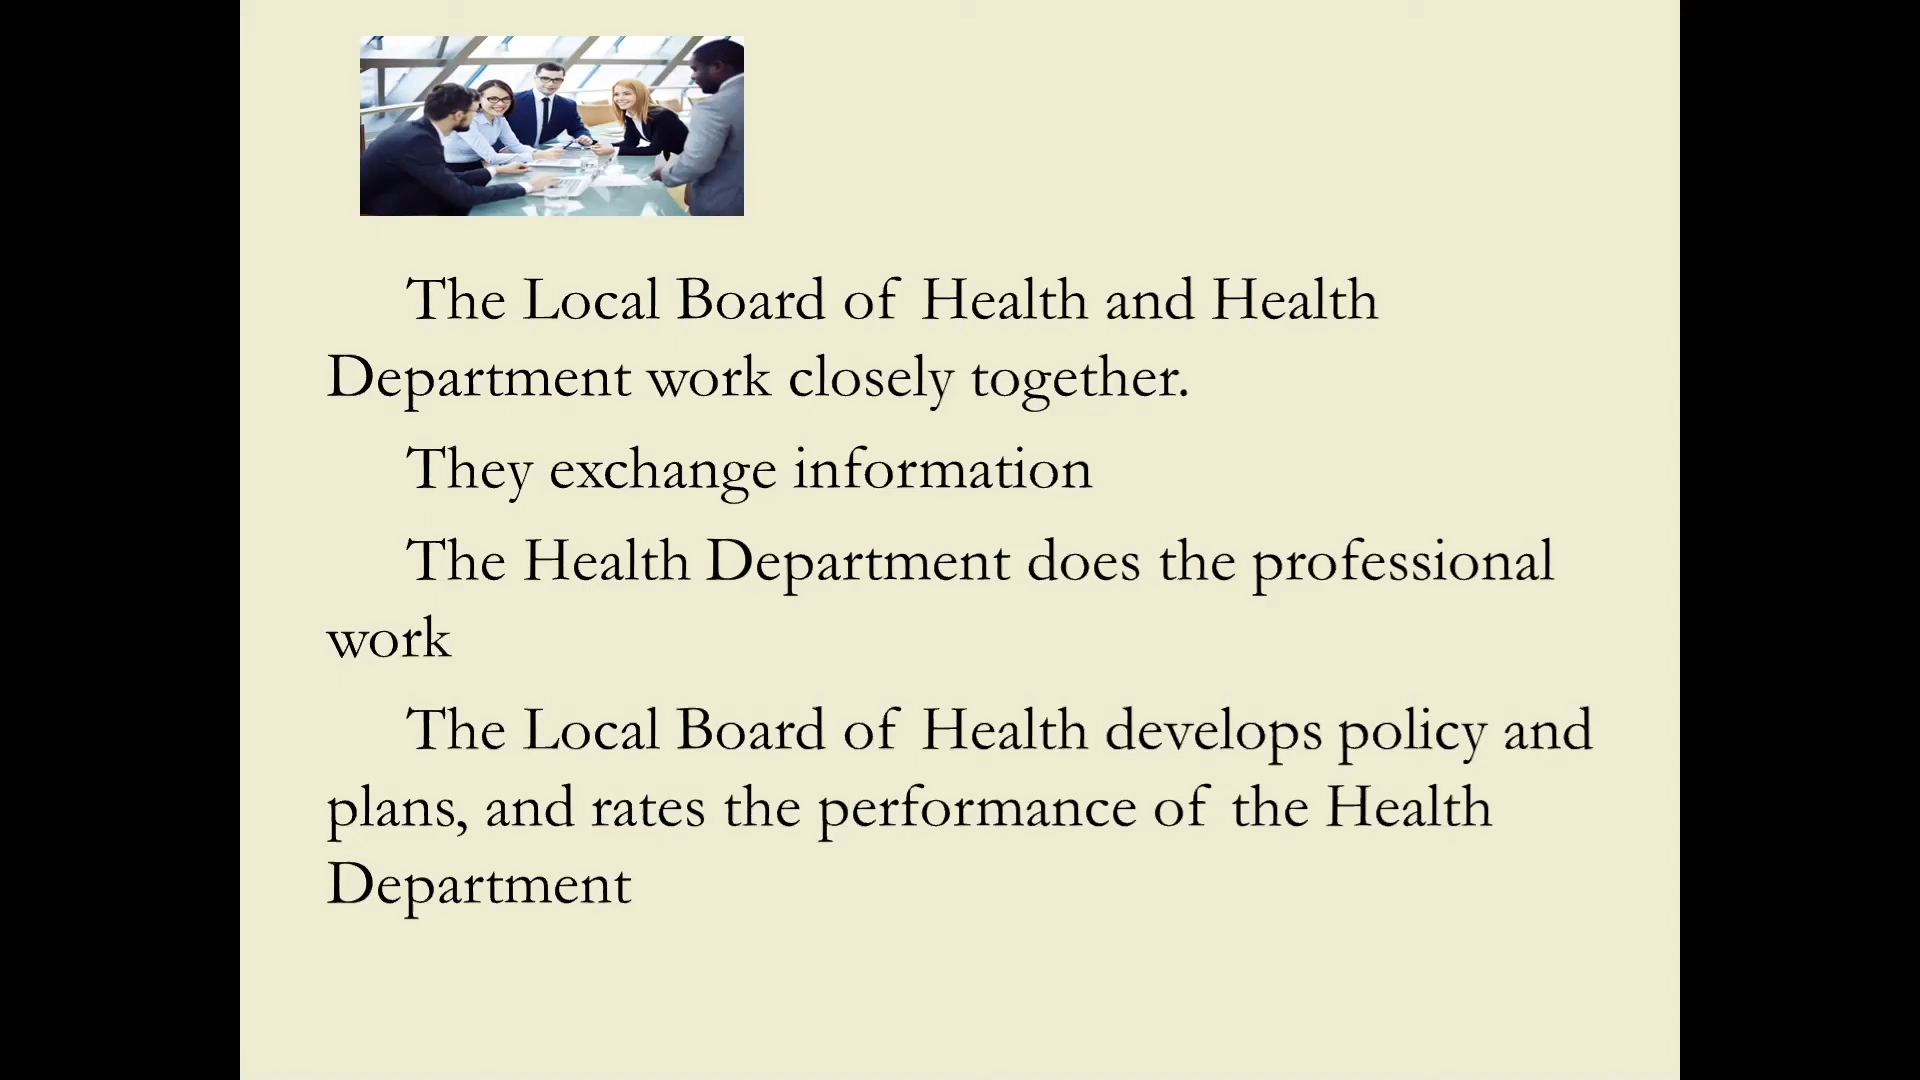 The Local Board of Health and Health
Department work closely together.
They exchange information
The Health Department does the professional
work
The Local Board of Health develops policy and
plans, and rates the performance of the Health
Department